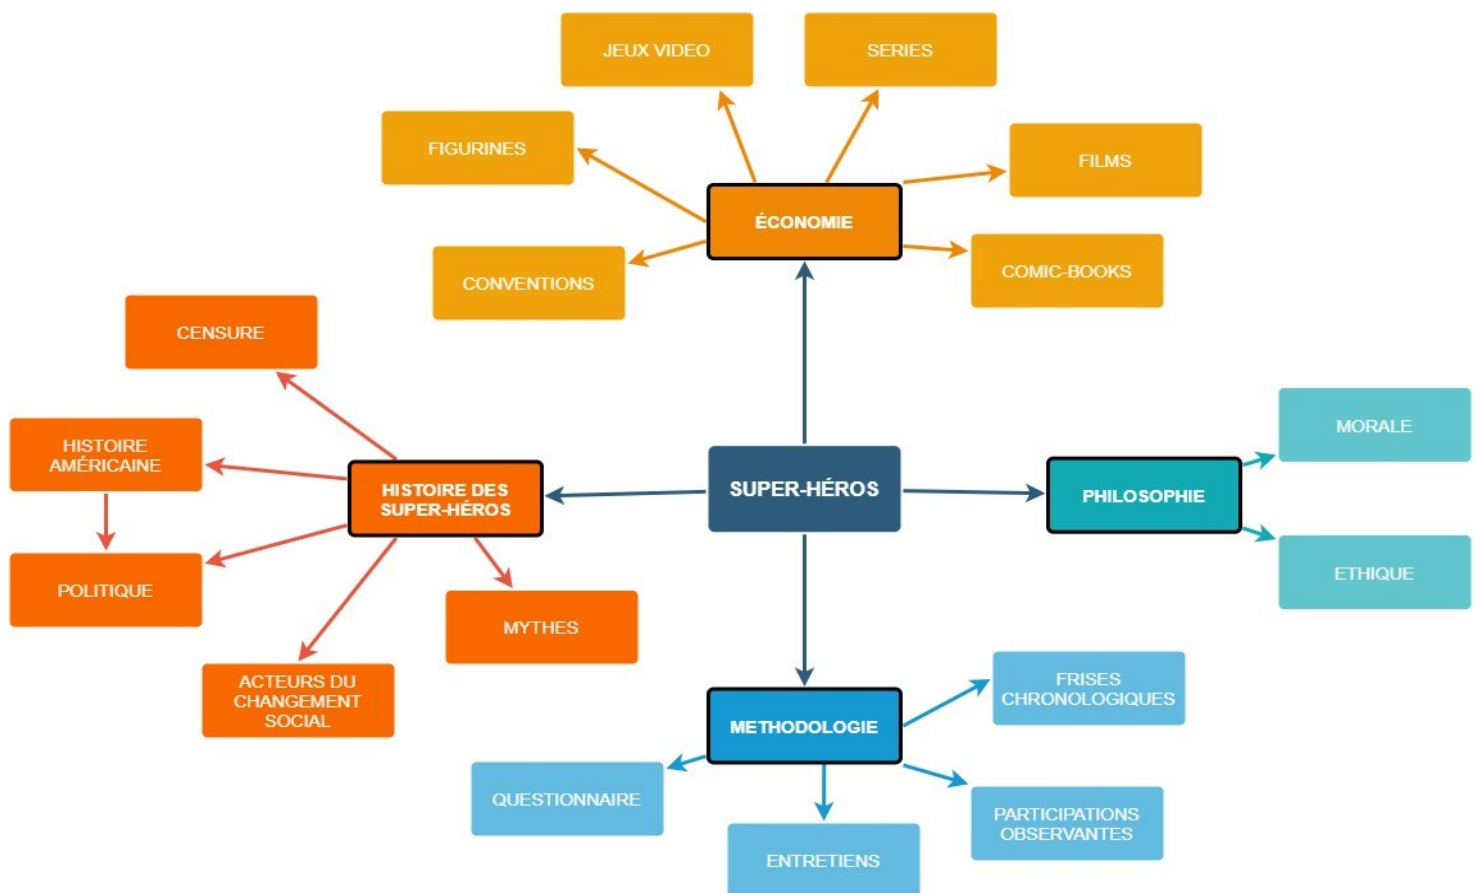 JEUX VIDEO
SERIES
FIGURINES
FILMS
ÉCONOMIE
CONVENTIONS
COMIC-BOOKS
CENSURE
HISTOIRE
AMÉRICAINE
MORALE
HISTOIRE DES
SUPER-HÉROS
SUPER-HÉROS
PHILOSOPHIE
POLITIQUE
ETHIQUE
MYTHES
ACTEURS DU
CHANGEMENT
SOCIAL
FRISES
CHRONOLOGIQUES
METHODOLOGIE
QUESTIONNAIRE
PARTICIPATIONS
OBSERVANTES
ENTRETIENS